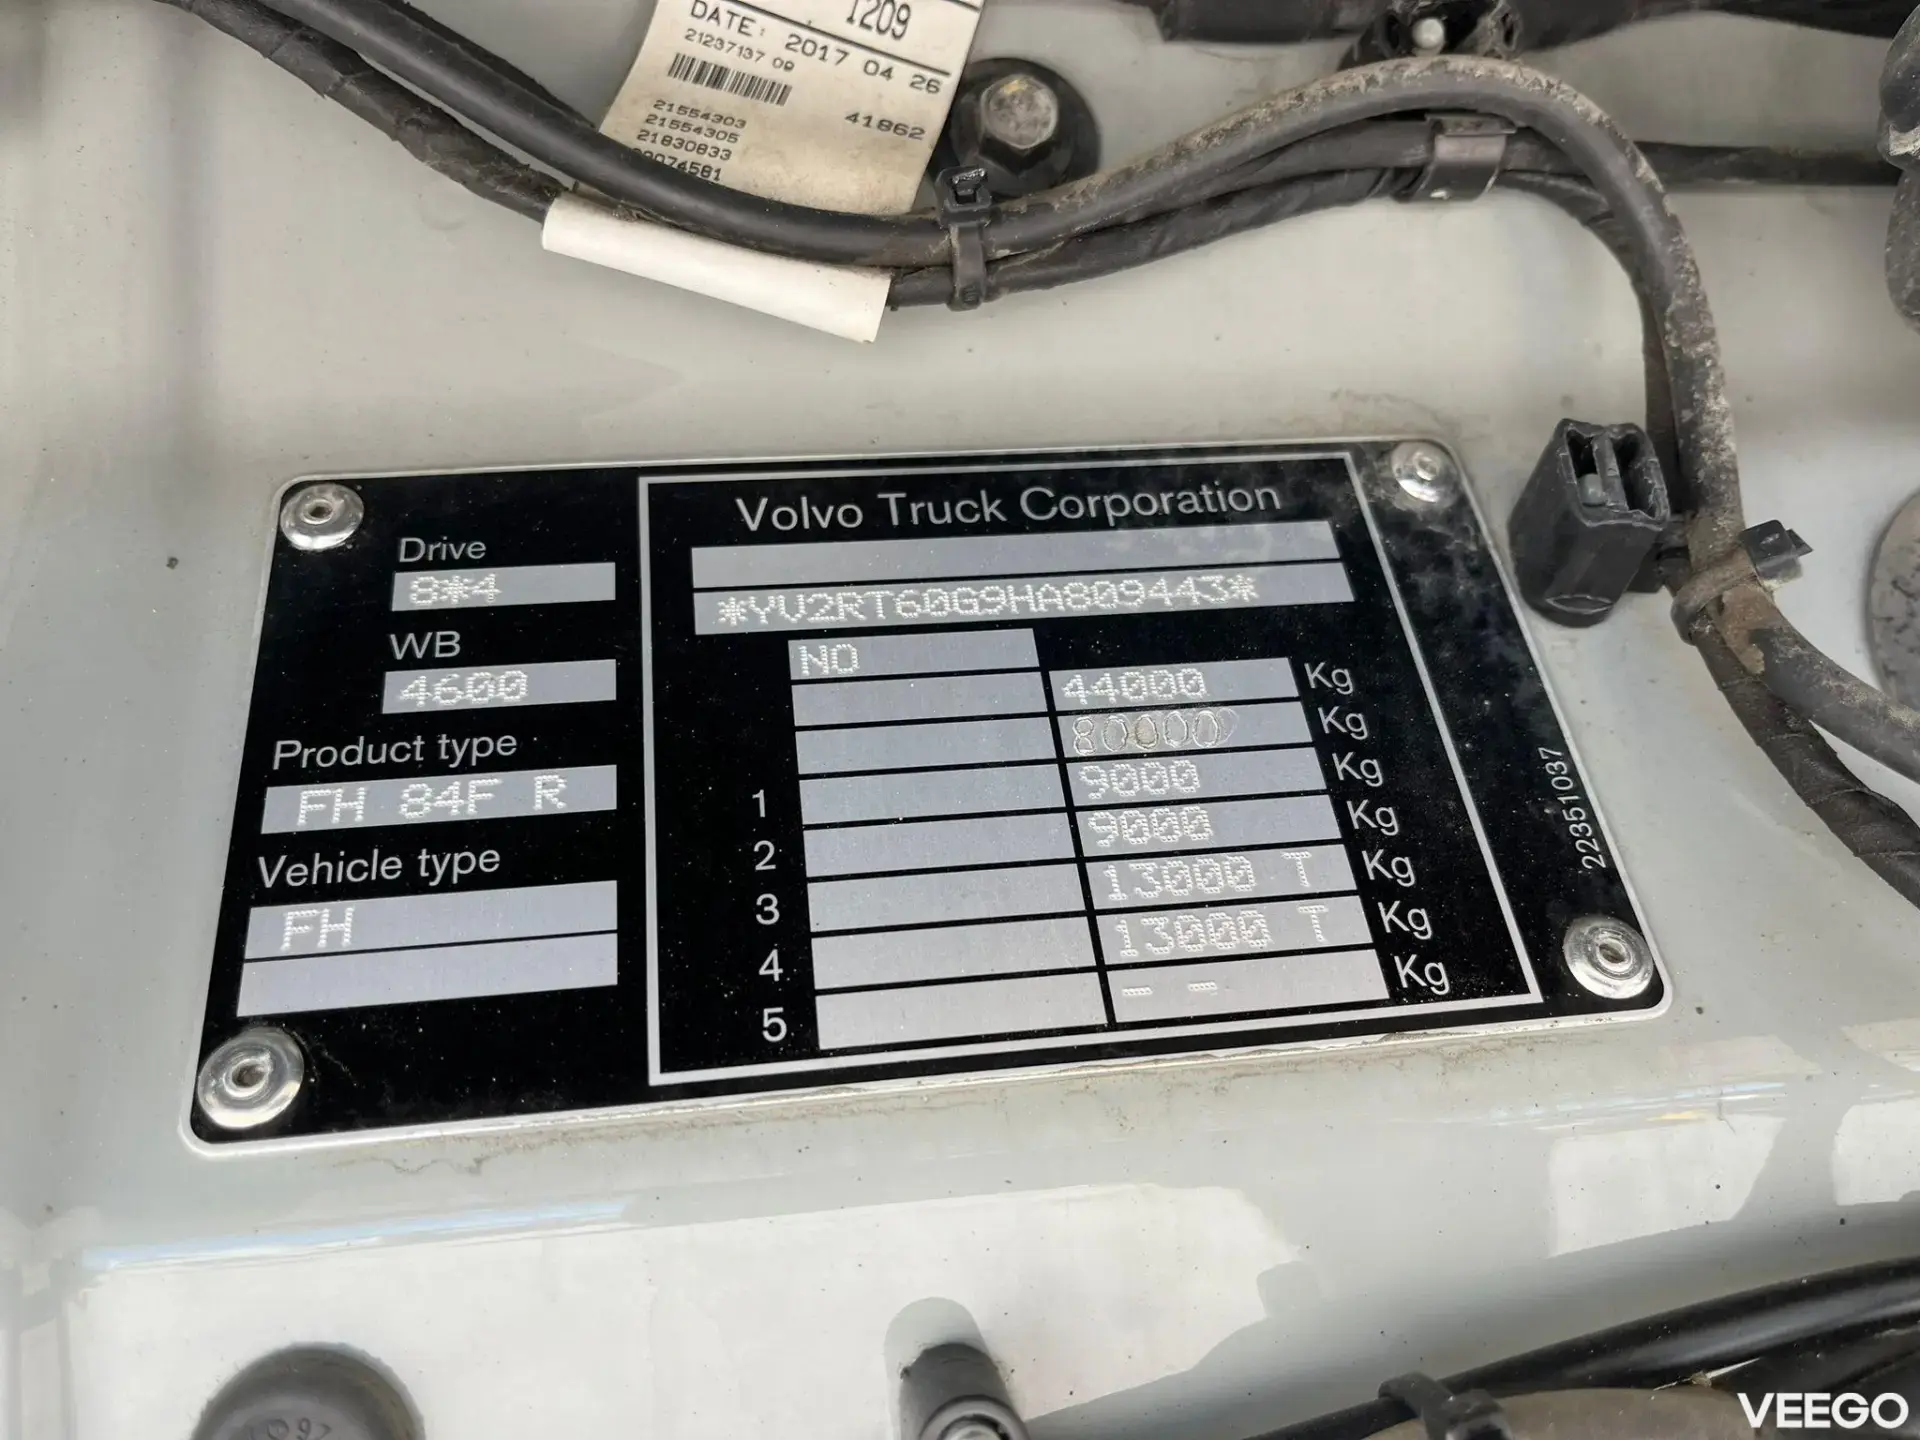 1209
DATE: 2017 04 26
21237137 09
41862
21554303
21554305
21830833
Volvo Truck Corporation
Drive
8*4
*YV2RT60G9HA809443*
WB
4600
NO
44000 Kg
80000 Kg
Product type
FH 84F R
1 9000 Kg
2 9000 Kg
Vehicle type
FH
3 13000 T Kg
4 13000 T Kg
5 - - Kg
22351037
VEEGO